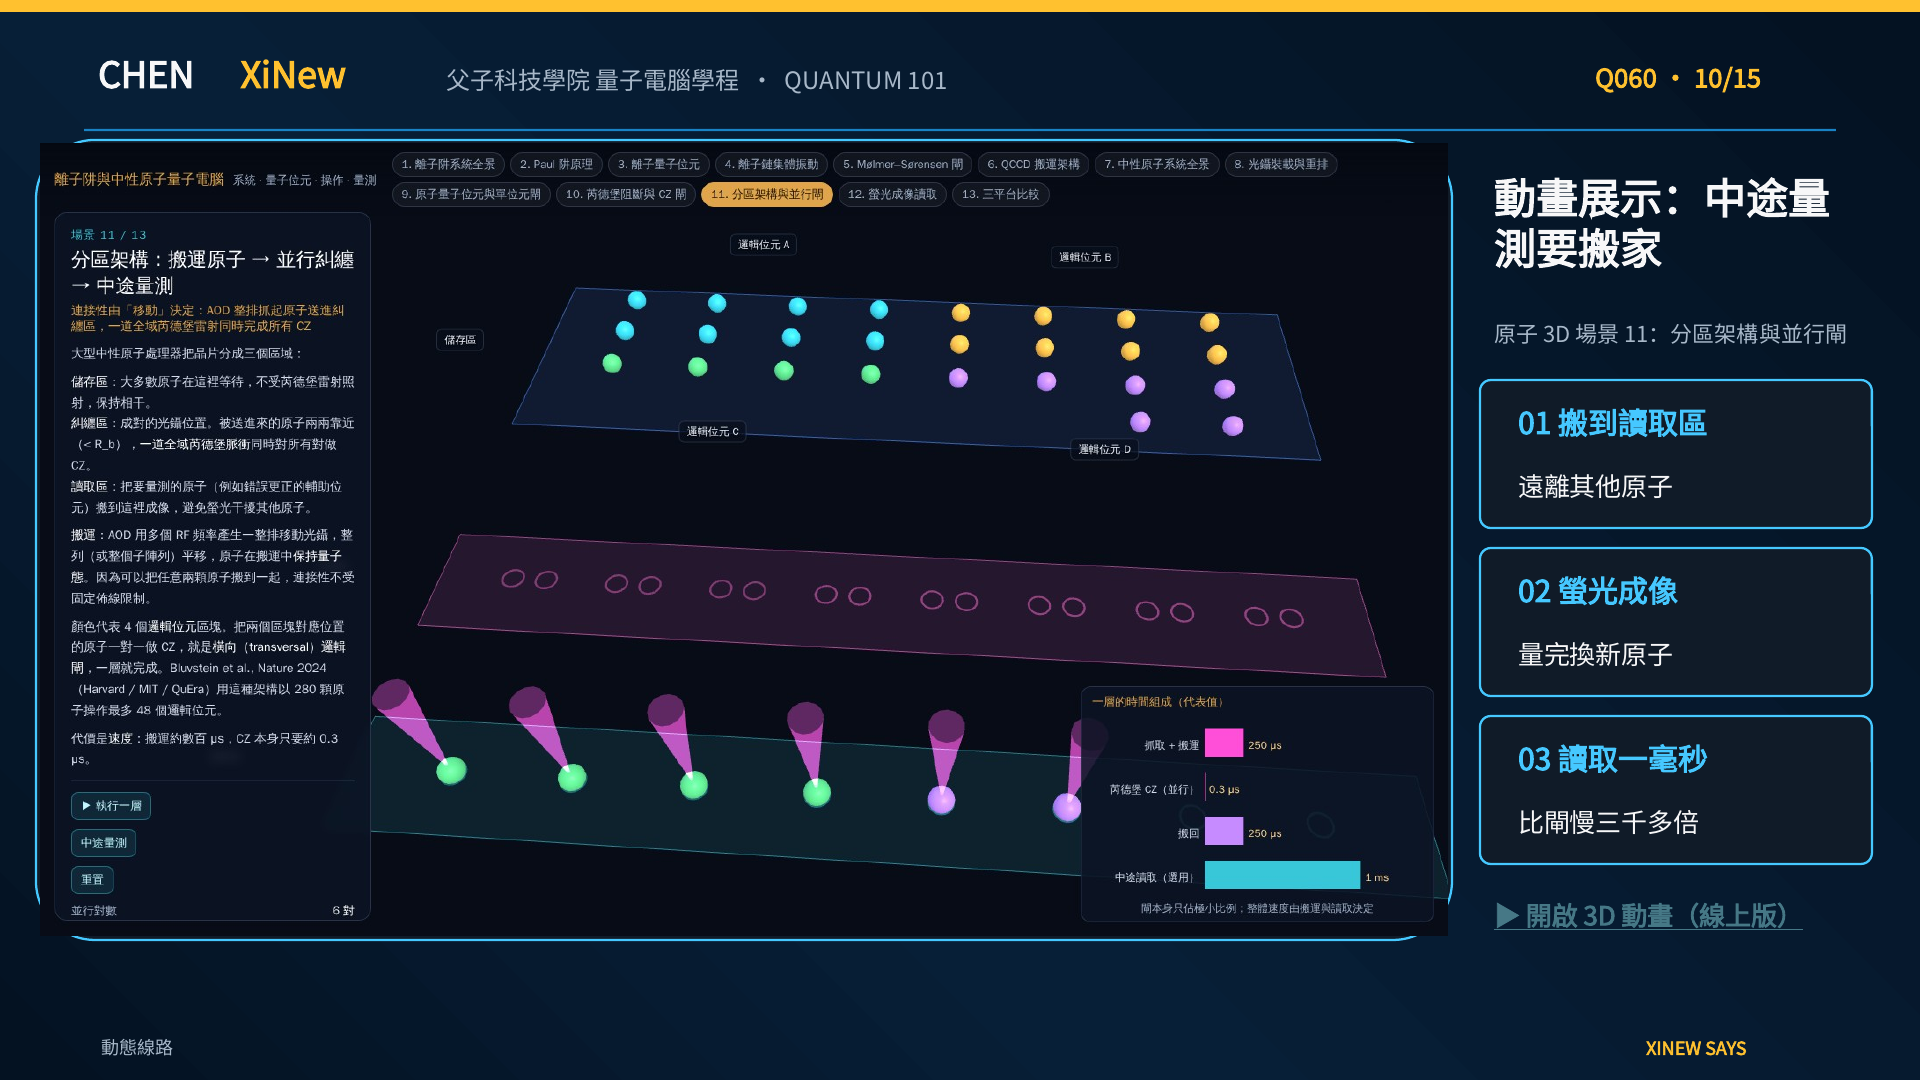 CHEN XiNew 父子科技學院 量子電腦學程 • QUANTUM 101 Q060 • 10/15
離子阱與中性原子量子電腦 系統 · 量子位元 · 操作 · 量測
1. 離子阱系統全景
2. Paul 阱原理
3. 離子量子位元
4. 離子鏈集體振動
5. Mølmer–Sørensen 閘
6. QCCD 搬運架構
7. 中性原子系統全景
8. 光鑷裝載與重排
9. 原子量子位元與單位元閘
10. 芮德堡阻斷與 CZ 閘
11. 分區架構與並行閘
12. 螢光成像讀取
13. 三平台比較
場景 11 / 13
分區架構：搬運原子 → 並行糾纏
→ 中途量測
連接性由「移動」決定：AOD 整排抓起原子送進糾
纏區，一道全域芮德堡雷射同時完成所有 CZ
大型中性原子處理器把晶片分成三個區域：
儲存區：大多數原子在這裡等待，不受芮德堡雷射照
射，保持相干。
糾纏區：成對的光鑷位置。被送進來的原子兩兩靠近
（< R_b），一道全域芮德堡脈衝同時對所有對做
CZ。
讀取區：把要量測的原子（例如錯誤更正的輔助位
元）搬到這裡成像，避免螢光干擾其他原子。
搬運：AOD 用多個 RF 頻率產生一整排移動光鑷，整
列（或整個子陣列）平移，原子在搬運中保持量子
態。因為可以把任意兩顆原子搬到一起，連接性不受
固定佈線限制。
顏色代表 4 個邏輯位元區塊。把兩個區塊對應位置
的原子一對一做 CZ，就是橫向（transversal）邏輯
閘，一層就完成。Bluvstein et al., Nature 2024
（Harvard / MIT / QuEra）用這種架構以 280 顆原
子操作最多 48 個邏輯位元。
代價是速度：搬運約數百 µs，CZ 本身只要約 0.3
µs。
▶ 執行一層
中途量測
重置
並行對數 6 對
邏輯位元 A
邏輯位元 B
儲存區
邏輯位元 C
邏輯位元 D
一層的時間組成（代表值）
抓取 + 搬運 250 µs
芮德堡 CZ（並行） 0.3 µs
搬回 250 µs
中途讀取（選用） 1 ms
閘本身只佔極小比例；整體速度由搬運與讀取決定
動畫展示：中途量
測要搬家
原子 3D 場景 11：分區架構與並行閘
01 搬到讀取區
遠離其他原子
02 螢光成像
量完換新原子
03 讀取一毫秒
比閘慢三千多倍
▶ 開啟 3D 動畫（線上版）
動態線路 XINEW SAYS